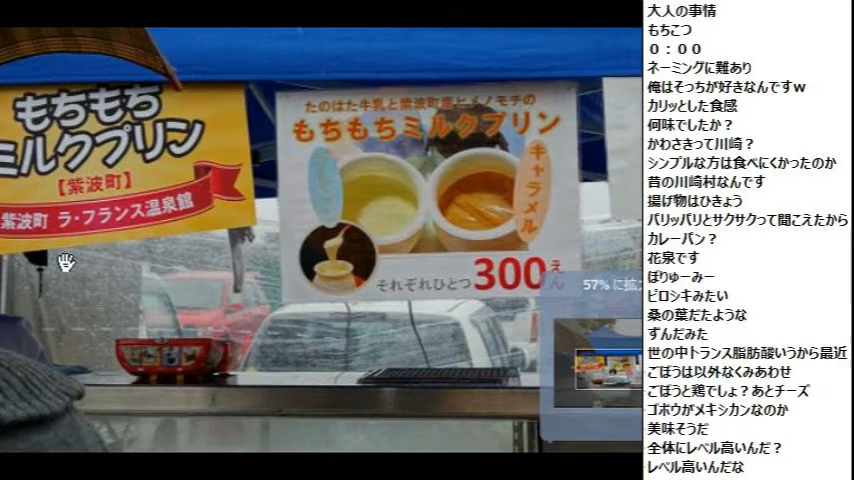 もちもち
ミルクプリン
【紫波町】
紫波町 ラ・フランス温泉館
たのはた牛乳と紫波町産ヒメノモチの
もちもちミルクプリン
キャラメル
それぞれひとつ300えん
57% に拡
大人の事情
もちこつ
０：００
ネーミングに難あり
俺はそっちが好きなんですｗ
カリッとした食感
何味でしたか？
かわさきって川崎？
シンプルな方は食べにくかったのか
昔の川崎村なんです
揚げ物はひきょう
バリッバリとサクサクって聞こえたから
カレーパン？
花泉です
ぼりゅーみー
ピロシキみたい
桑の葉だたような
ずんだみた
世の中トランス脂肪酸いうから最近
ごぼうは以外なくみあわせ
ごぼうと鶏でしょ？あとチーズ
ゴボウがメキシカンなのか
美味そうだ
全体にレベル高いんだ？
レベル高いんだな